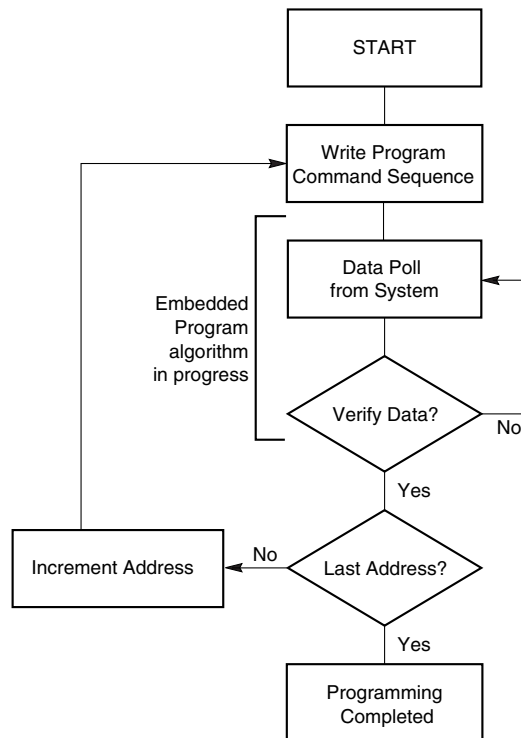 START
Write Program
Command Sequence
Data Poll
from System
Embedded
Program
algorithm
in progress
Verify Data?
No
Yes
Last Address?
No
Increment Address
Yes
Programming
Completed